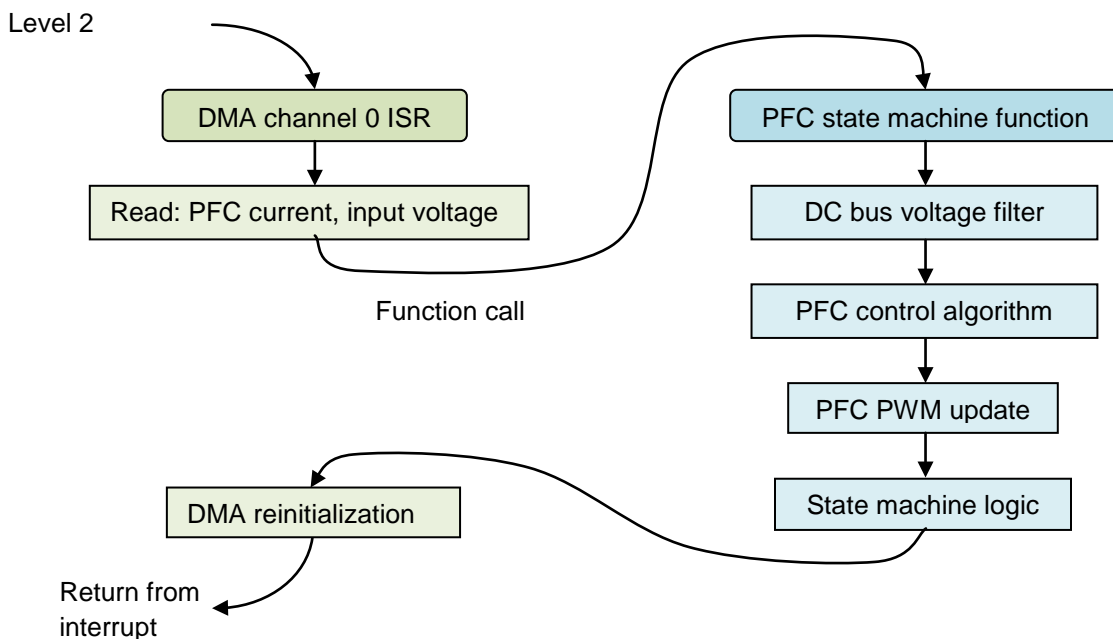 Level 2
DMA channel 0 ISR
Read: PFC current, input voltage
Function call
PFC state machine function
DC bus voltage filter
PFC control algorithm
PFC PWM update
State machine logic
DMA reinitialization
Return from
interrupt